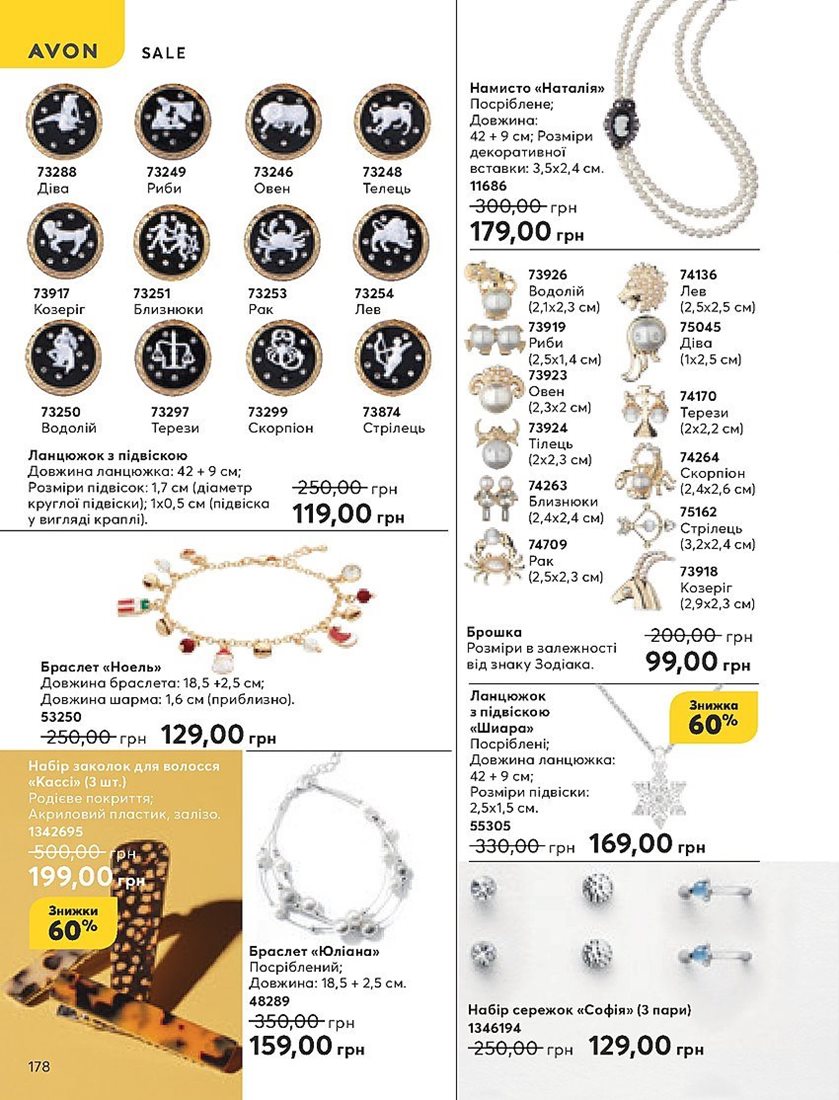 AVON
SALE
73288
Діва
73249
Риби
73246
Овен
73248
Телець
73917
Козеріг
73251
Близнюки
73253
Рак
73254
Лев
73250
Водолій
73297
Терези
73299
Скорпіон
73874
Стрілець
Ланцюжок з підвіскою
Довжина ланцюжка: 42 + 9 см;
Розміри підвісок: 1,7 см (діаметр
круглої підвіски); 1х0,5 см (підвіска
у вигляді краплі).
250,00 грн
119,00 грн
Браслет «Ноель»
Довжина браслета: 18,5 +2,5 см;
Довжина шарма: 1,6 см (приблизно).
53250
250,00 грн 129,00 грн
Набір заколок для волосся
«Кассі» (3 шт.)
Родієве покриття;
Акриловий пластик, залізо.
1342695
500,00 грн
199,00 грн
Знижки
60%
178
Браслет «Юліана»
Посріблений;
Довжина: 18,5 + 2,5 см.
48289
350,00 грн
159,00 грн
Намисто «Наталія»
Посріблене;
Довжина:
42 + 9 см; Розміри
декоративної
вставки: 3,5х2,4 см.
11686
300,00 грн
179,00 грн
73926
Водолій
(2,1х2,3 см)
73919
Риби
(2,5х1,4 см)
73923
Овен
(2,3х2 см)
73924
Тілець
(2х2,3 см)
74263
Близнюки
(2,4х2,4 см)
74709
Рак
(2,5х2,3 см)
74136
Лев
(2,5х2,5 см)
75045
Діва
(1х2,5 см)
74170
Терези
(2х2,2 см)
74264
Скорпіон
(2,4х2,6 см)
75162
Стрілець
(3,2х2,4 см)
73918
Козеріг
(2,9х2,3 см)
Брошка
Розміри в залежності
від знаку Зодіака.
200,00 грн
99,00 грн
Ланцюжок
з підвіскою
«Шиара»
Посріблені;
Довжина ланцюжка:
42 + 9 см;
Розміри підвіски:
2,5х1,5 см.
55305
330,00 грн 169,00 грн
Знижка
60%
Набір сережок «Софія» (3 пари)
1346194
250,00 грн 129,00 грн